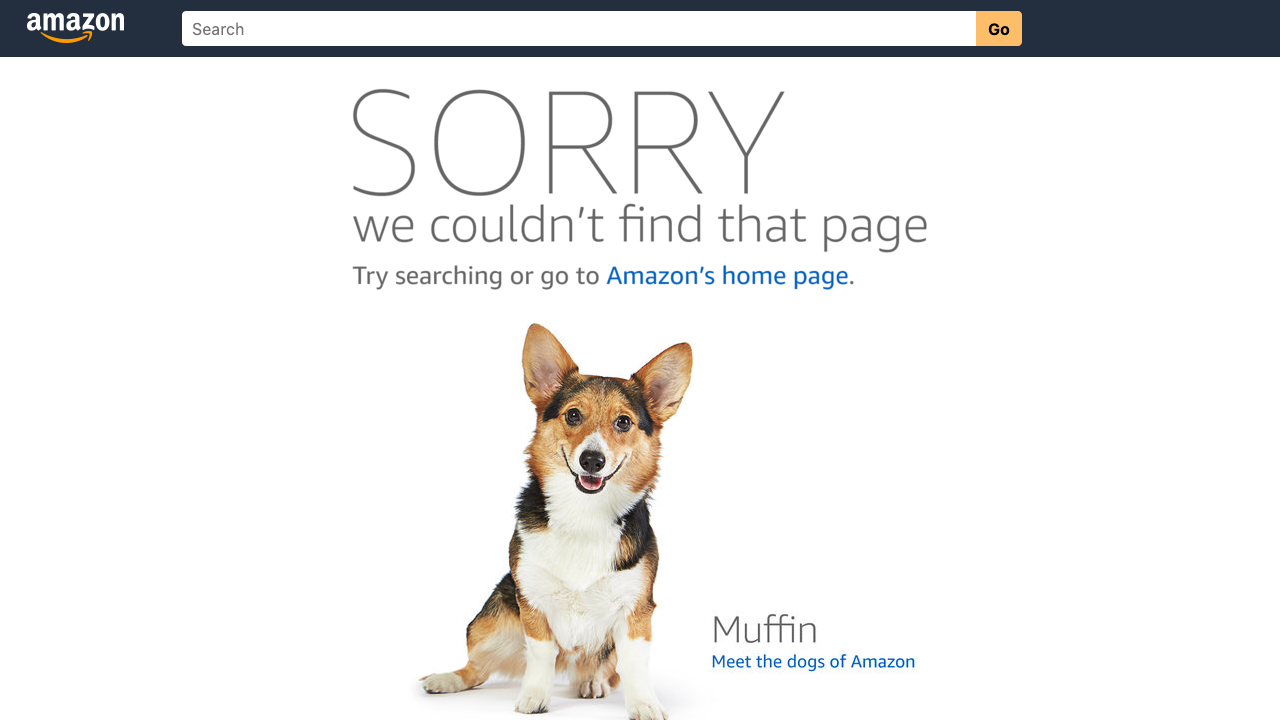 amazon
Search
Go
SORRY
we couldn't find that page
Try searching or go to Amazon's home page.
Muffin
Meet the dogs of Amazon